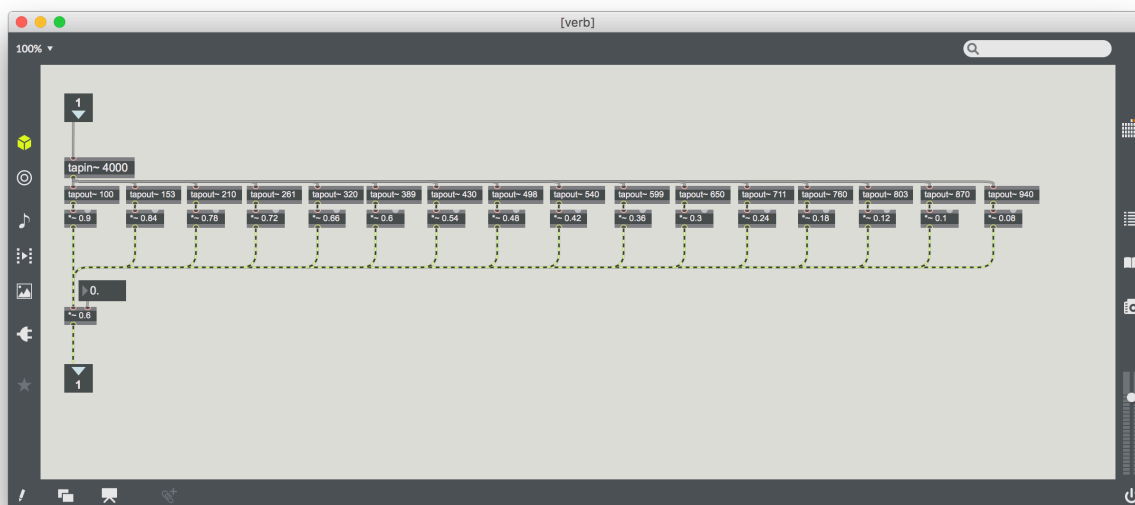 [verb]
100%
1
tapin~ 4000
tapout~ 100 tapout~ 153 tapout~ 210 tapout~ 261 tapout~ 320 tapout~ 389 tapout~ 430 tapout~ 498 tapout~ 540 tapout~ 599 tapout~ 650 tapout~ 711 tapout~ 760 tapout~ 803 tapout~ 870 tapout~ 940
*~ 0.9 *~ 0.84 *~ 0.78 *~ 0.72 *~ 0.66 *~ 0.6 *~ 0.54 *~ 0.48 *~ 0.42 *~ 0.36 *~ 0.3 *~ 0.24 *~ 0.18 *~ 0.12 *~ 0.1 *~ 0.08
0.
*~ 0.6
1